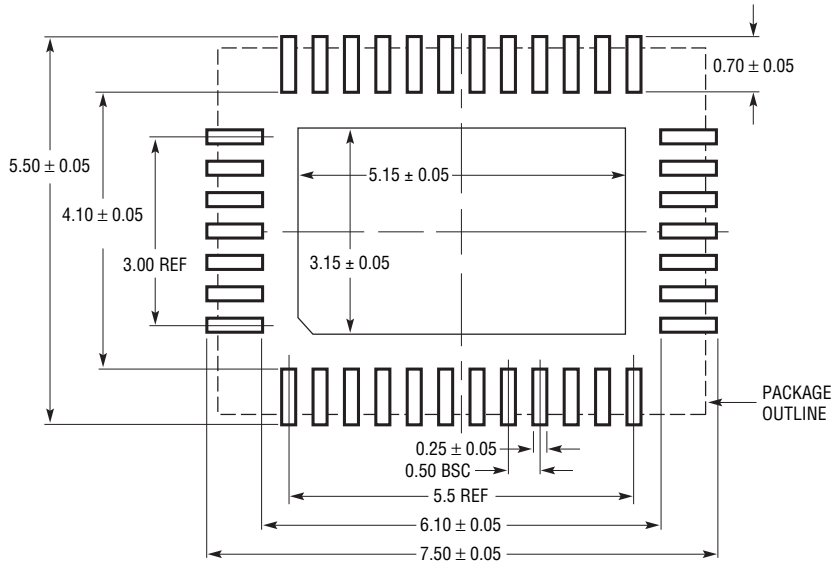 0.70 ± 0.05
5.50 ± 0.05
5.15 ± 0.05
4.10 ± 0.05
3.00 REF
3.15 ± 0.05
PACKAGE
OUTLINE
0.25 ± 0.05
0.50 BSC
5.5 REF
6.10 ± 0.05
7.50 ± 0.05